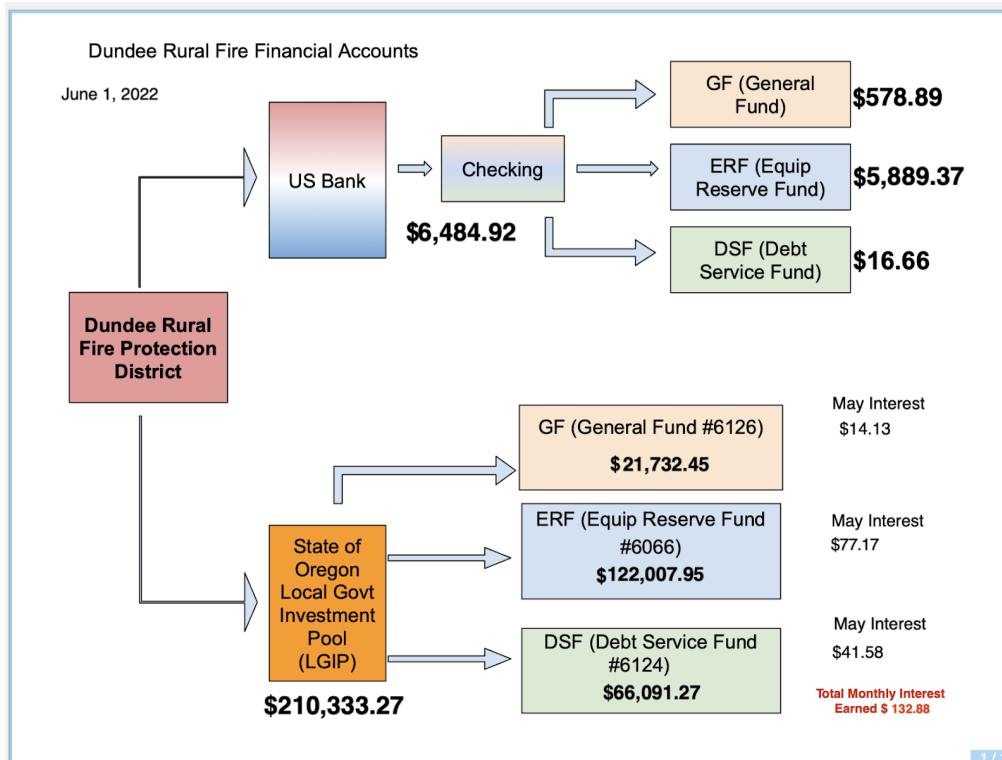 Dundee Rural Fire Financial Accounts
June 1, 2022
US Bank
Checking
$6,484.92
GF (General
Fund)
$578.89
ERF (Equip
Reserve Fund)
$5,889.37
DSF (Debt
Service Fund)
$16.66
Dundee Rural
Fire Protection
District
State of
Oregon
Local Govt
Investment
Pool
(LGIP)
$210,333.27
GF (General Fund #6126)
$21,732.45
May Interest
$14.13
ERF (Equip Reserve Fund
#6066)
$122,007.95
May Interest
$77.17
DSF (Debt Service Fund
#6124)
$66,091.27
May Interest
$41.58
Total Monthly Interest
Earned $ 132.88